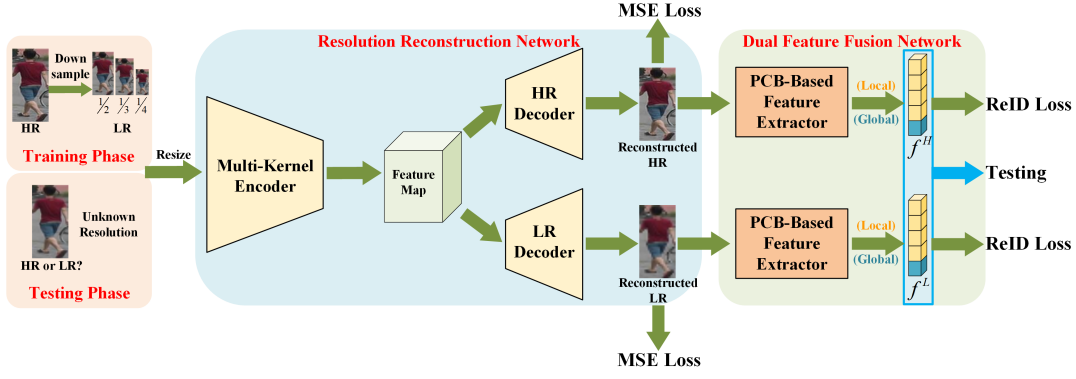 MSE Loss
Resolution Reconstruction Network
Dual Feature Fusion Network
Down
sample
1/2 1/3 1/4
HR
LR
Training Phase
Resize
Unknown
Resolution
HR or LR?
Testing Phase
Multi-Kernel
Encoder
Feature
Map
HR
Decoder
Reconstructed
HR
LR
Decoder
Reconstructed
LR
MSE Loss
PCB-Based
Feature
Extractor
(Local)
(Global)
f^H
ReID Loss
Testing
PCB-Based
Feature
Extractor
(Local)
(Global)
f^L
ReID Loss